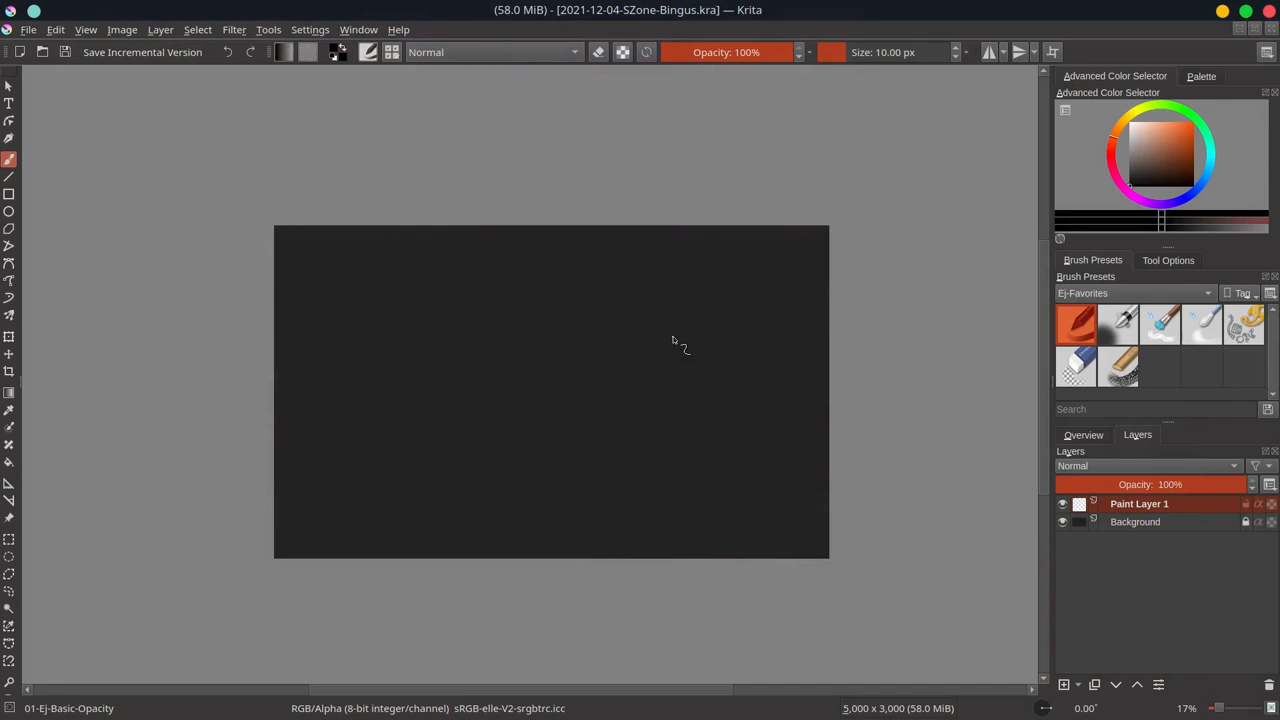 (58.0 MiB) - [2021-12-04-SZone-Bingus.kra] — Krita
File Edit View Image Layer Select Filter Tools Settings Window Help
Save Incremental Version Normal Opacity: 100% Size: 10.00 px
Advanced Color Selector Palette
Advanced Color Selector
Brush Presets Tool Options
Brush Presets
Ej-Favorites Tag
Search
Overview Layers
Layers
Normal
Opacity: 100%
Paint Layer 1
Background
01-Ej-Basic-Opacity RGB/Alpha (8-bit integer/channel) sRGB-elle-V2-srgbtrc.icc 5,000 x 3,000 (58.0 MiB) 0.00° 17%